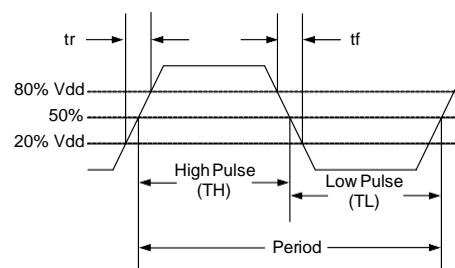 tr
tf
80% Vdd
50%
20% Vdd
High Pulse
(TH)
Low Pulse
(TL)
Period